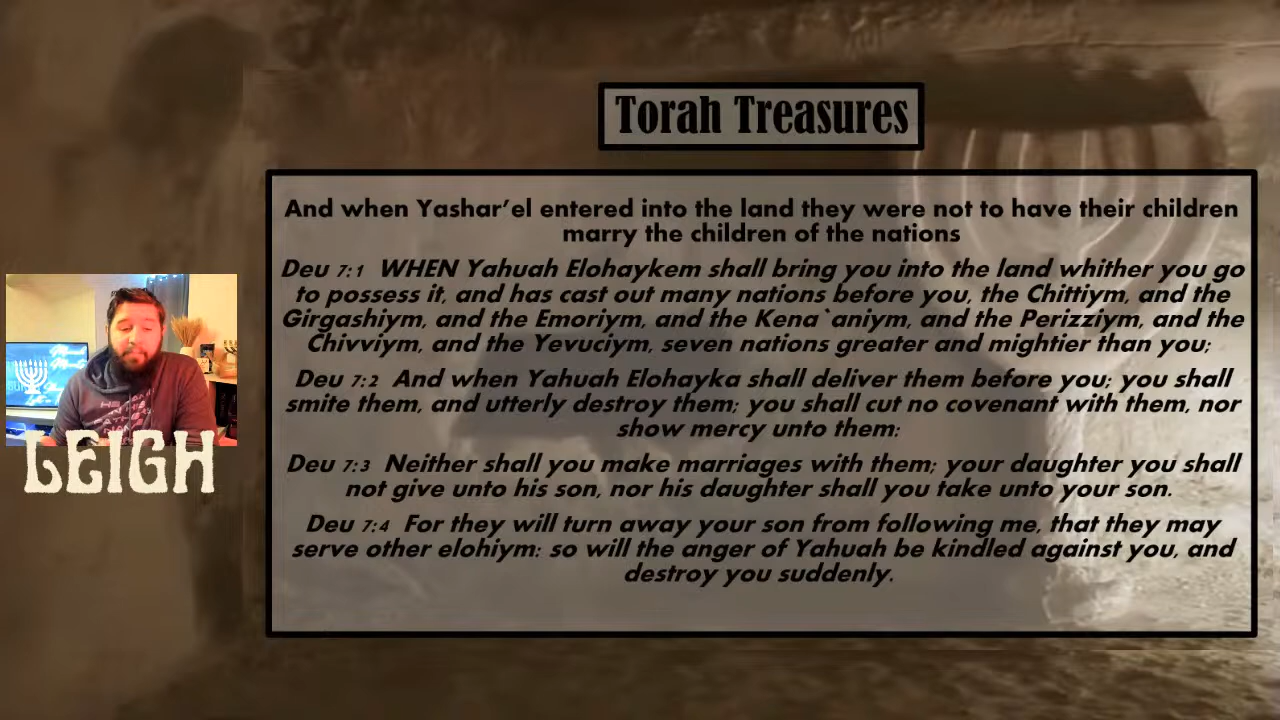 Torah Treasures
And when Yashar’el entered into the land they were not to have their children
marry the children of the nations
Deu 7:1 WHEN Yahuah Elohaykem shall bring you into the land whither you go
to possess it, and has cast out many nations before you, the Chittiym, and the
Girgashiym, and the Emoriym, and the Kena`aniym, and the Perizziym, and the
Chivviym, and the Yevuciym, seven nations greater and mightier than you;
Deu 7:2 And when Yahuah Elohayka shall deliver them before you; you shall
smite them, and utterly destroy them; you shall cut no covenant with them, nor
show mercy unto them:
Deu 7:3 Neither shall you make marriages with them; your daughter you shall
not give unto his son, nor his daughter shall you take unto your son.
Deu 7:4 For they will turn away your son from following me, that they may
serve other elohiym: so will the anger of Yahuah be kindled against you, and
destroy you suddenly.
LEIGH